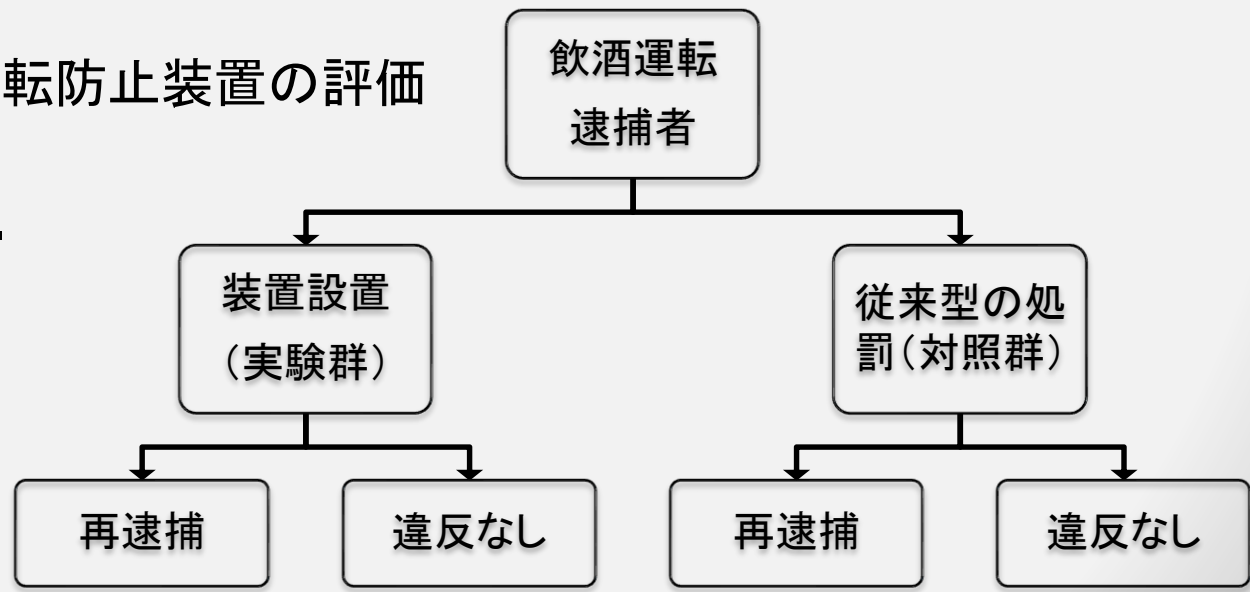 転防止装置の評価
飲酒運転
逮捕者
装置設置
（実験群）
従来型の処
罰（対照群）
再逮捕
違反なし
再逮捕
違反なし